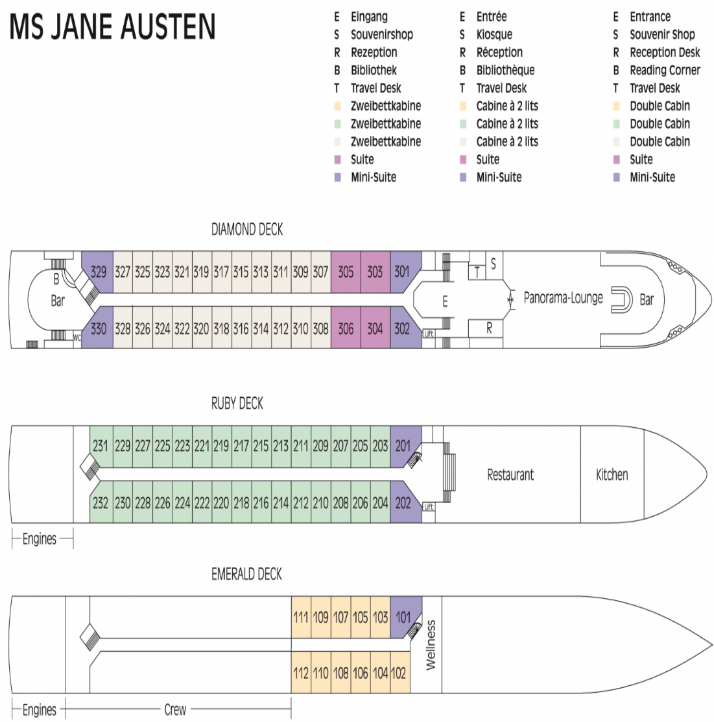 MS JANE AUSTEN
E Eingang
S Souvenirshop
R Rezeption
B Bibliothek
T Travel Desk
Zweibettkabine
Zweibettkabine
Zweibettkabine
Suite
Mini-Suite
E Entrée
S Kiosque
R Réception
B Bibliothèque
T Travel Desk
Cabine à 2 lits
Cabine à 2 lits
Cabine à 2 lits
Suite
Mini-Suite
E Entrance
S Souvenir Shop
R Reception Desk
B Reading Corner
T Travel Desk
Double Cabin
Double Cabin
Double Cabin
Suite
Mini-Suite
DIAMOND DECK
329 327 325 323 321 319 317 315 313 311 309 307 305 303 301
B
Bar
S
T
E
Panorama-Lounge
Bar
R
WC
330 328 326 324 322 320 318 316 314 312 310 308 306 304 302
Lift
RUBY DECK
231 229 227 225 223 221 219 217 215 213 211 209 207 205 203 201
Restaurant
Kitchen
232 230 228 226 224 222 220 218 216 214 212 210 208 206 204 202
Lift
Engines
EMERALD DECK
111 109 107 105 103 101
Wellness
112 110 108 106 104 102
Engines
Crew